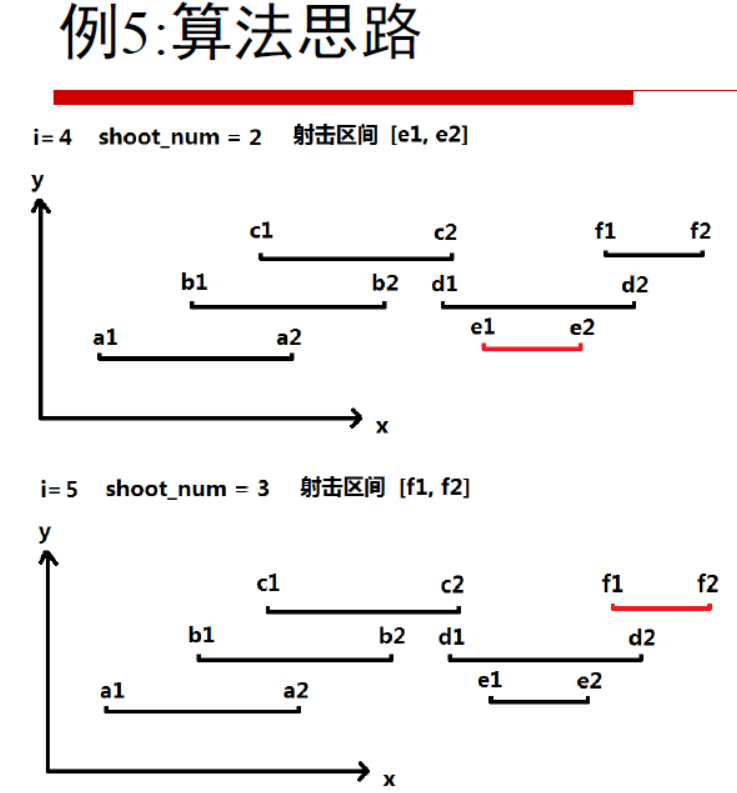 例5:算法思路
i= 4 shoot_num = 2 射击区间 [e1, e2]
y
c1 c2 f1 f2
b1 b2 d1 d2
e1 e2
a1 a2
x
i= 5 shoot_num = 3 射击区间 [f1, f2]
y
c1 c2 f1 f2
b1 b2 d1 d2
e1 e2
a1 a2
x